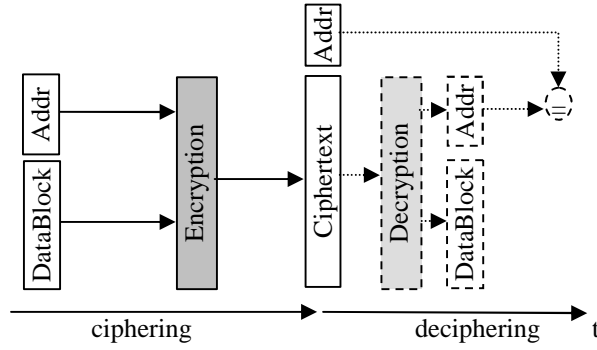 Addr
Addr
DataBlock
Encryption
Ciphertext
Decryption
Addr
DataBlock
=
ciphering
deciphering
t